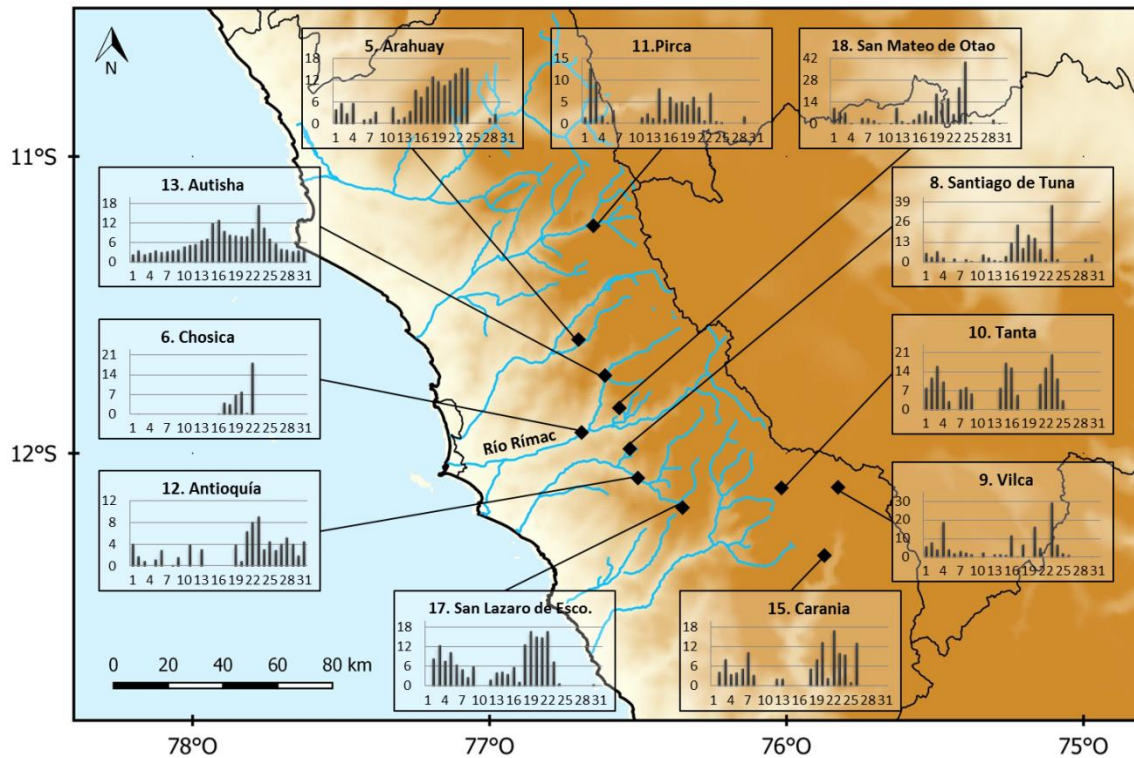 N
5. Arahuay
18
12
6
0
1 4 7 10 13 16 19 22 25 28 31
11.Pirca
15
10
5
0
1 4 7 10 13 16 19 22 25 28 31
18. San Mateo de Otao
42
28
14
0
1 4 7 10 13 16 19 22 25 28 31
11°S
13. Autisha
18
12
6
0
1 4 7 10 13 16 19 22 25 28 31
8. Santiago de Tuna
39
26
13
0
1 4 7 10 13 16 19 22 25 28 31
6. Chosica
21
14
7
0
1 4 7 10 13 16 19 22 25 28 31
10. Tanta
21
14
7
0
1 4 7 10 13 16 19 22 25 28 31
Río Rímac
12°S
12. Antioquía
12
8
4
0
1 4 7 10 13 16 19 22 25 28 31
9. Vilca
30
20
10
0
1 4 7 10 13 16 19 22 25 28 31
17. San Lazaro de Esco.
18
12
6
0
1 4 7 10 13 16 19 22 25 28 31
15. Carania
18
12
6
0
1 4 7 10 13 16 19 22 25 28 31
0 20 40 60 80 km
78°O 77°O 76°O 75°O